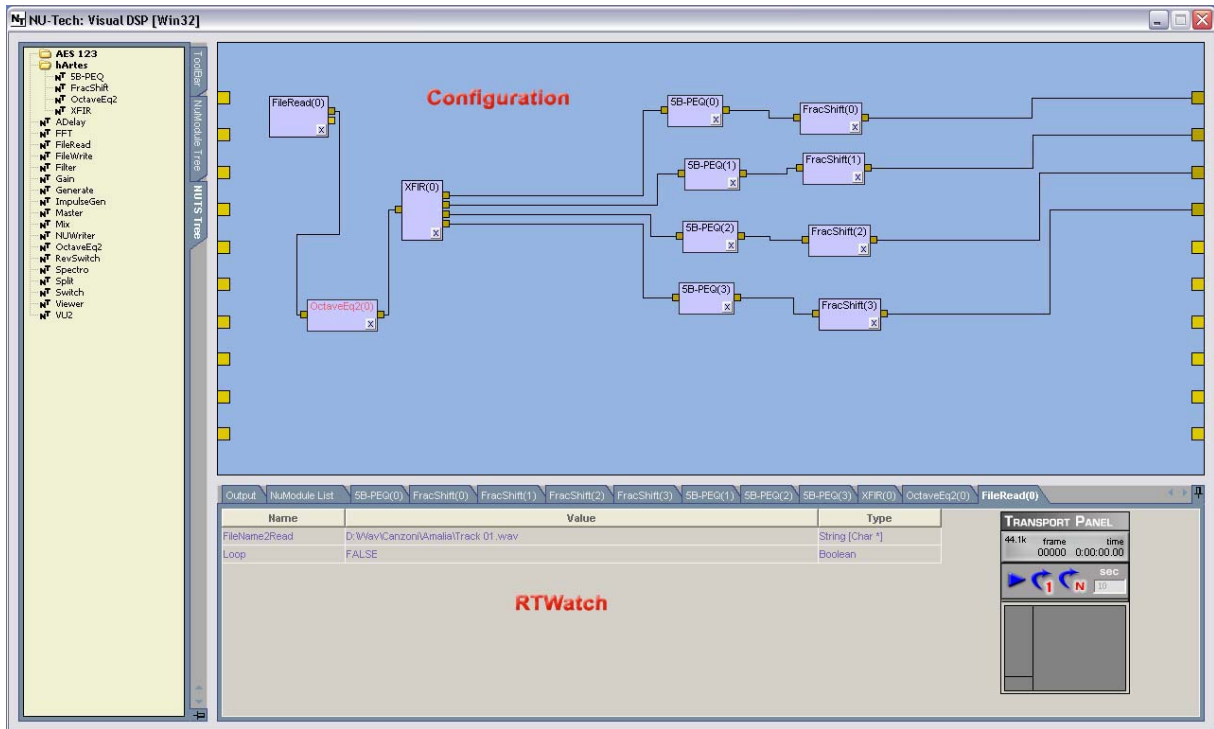 NU-Tech: Visual DSP [Win32]
AES 123
hArtes
5B-PEQ
FracShift
OctaveEq2
XFIR
ADelay
FFT
FileRead
FileWrite
Filter
Gain
Generate
ImpulseGen
Master
Mix
NUWriter
OctaveEq2
RevSwitch
Spectro
Split
Switch
Viewer
VU2
ToolBar
NuModule Tree
NUTS Tree
Configuration
FileRead(0)
X
OctaveEq2(0)
X
XFIR(0)
X
5B-PEQ(0)
X
FracShift(0)
X
5B-PEQ(1)
X
FracShift(1)
X
5B-PEQ(2)
X
FracShift(2)
X
5B-PEQ(3)
X
FracShift(3)
X
Output NuModule List 5B-PEQ(0) FracShift(0) FracShift(1) FracShift(2) FracShift(3) 5B-PEQ(1) 5B-PEQ(2) 5B-PEQ(3) XFIR(0) OctaveEq2(0) FileRead(0)
Name Value Type
FileName2Read D:\Wav\Canzoni\Amalia\Track 01.wav String [Char *]
Loop FALSE Boolean
RTWatch
TRANSPORT PANEL
44.1k frame time
00000 0:00:00.00
1 N sec
10